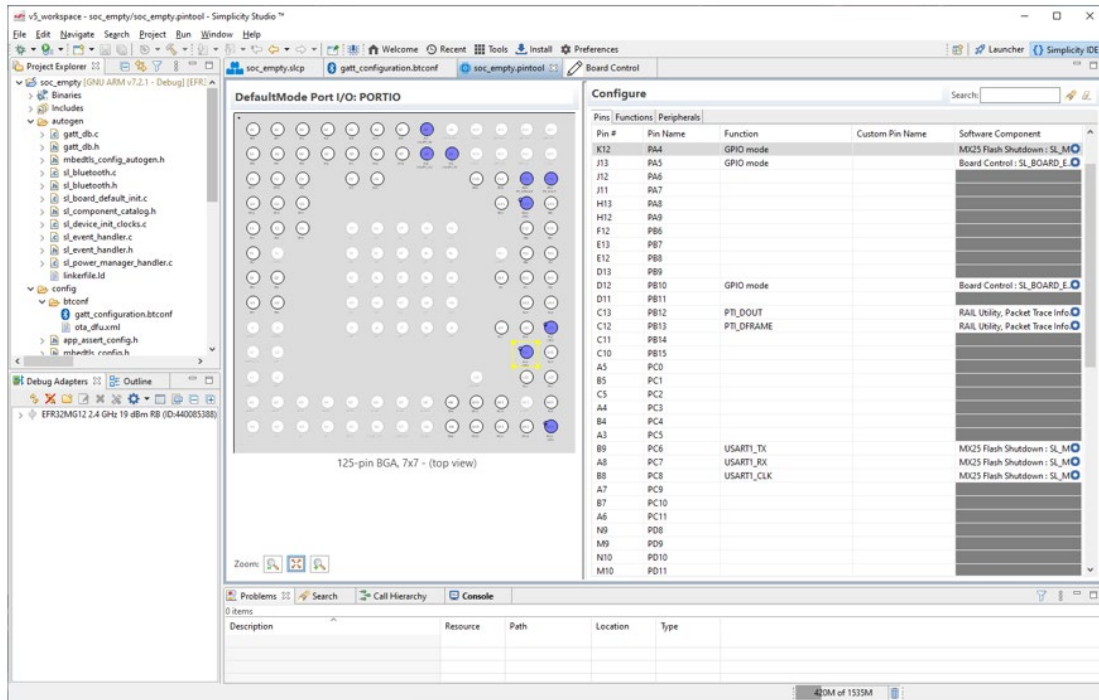 v5_workspace - soc_empty/soc_empty.pintool - Simplicity Studio ™
File Edit Navigate Search Project Run Window Help
Welcome Recent Tools Install Preferences
Launcher {} Simplicity IDE
Project Explorer
soc_empty [GNU ARM v7.2.1 - Debug] [EFR3
Binaries
Includes
autogen
gatt_db.c
gatt_db.h
mbedtls_config_autogen.h
sl_bluetooth.c
sl_bluetooth.h
sl_board_default_init.c
sl_component_catalog.h
sl_device_init_clocks.c
sl_event_handler.c
sl_event_handler.h
sl_power_manager_handler.c
linkerfile.ld
config
btconf
gatt_configuration.btconf
ota_dfu.xml
app_assert_config.h
mbedtls_config.h
Debug Adapters Outline
EFR32MG12 2.4 GHz 19 dBm RB (ID:440085388)
soc_empty.slcp gatt_configuration.btconf soc_empty.pintool Board Control
DefaultMode Port I/O: PORTIO
125-pin BGA, 7x7 - (top view)
Zoom:
Configure
Search:
Pins Functions Peripherals
Pin # Pin Name Function Custom Pin Name Software Component
K12 PA4 GPIO mode MX25 Flash Shutdown : SL_M
J13 PA5 GPIO mode Board Control : SL_BOARD_E
J12 PA6
J11 PA7
H13 PA8
H12 PA9
F12 PB6
E13 PB7
E12 PB8
D13 PB9
D12 PB10 GPIO mode Board Control : SL_BOARD_E
D11 PB11
C13 PB12 PTI_DOUT RAIL Utility, Packet Trace Info
C12 PB13 PTI_DFRAME RAIL Utility, Packet Trace Info
C11 PB14
C10 PB15
A5 PC0
B5 PC1
C5 PC2
A4 PC3
B4 PC4
A3 PC5
B9 PC6 USART1_TX MX25 Flash Shutdown : SL_M
A8 PC7 USART1_RX MX25 Flash Shutdown : SL_M
B8 PC8 USART1_CLK MX25 Flash Shutdown : SL_M
A7 PC9
B7 PC10
A6 PC11
N9 PD8
M9 PD9
N10 PD10
M10 PD11
Problems Search Call Hierarchy Console
0 items
Description Resource Path Location Type
420M of 1535M